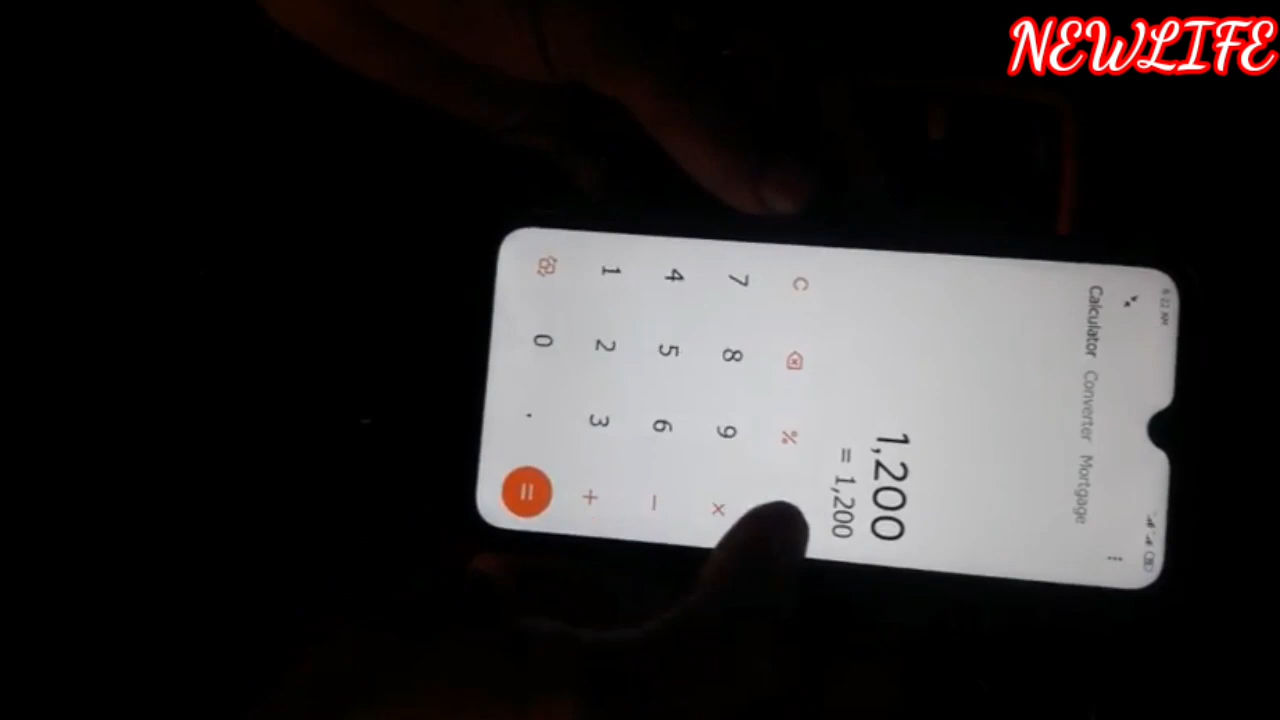 NEWLIFE
Calculator Converter Mortgage
1,200
= 1,200
C %
7 8 9 ×
4 5 6 −
1 2 3 +
0 . =